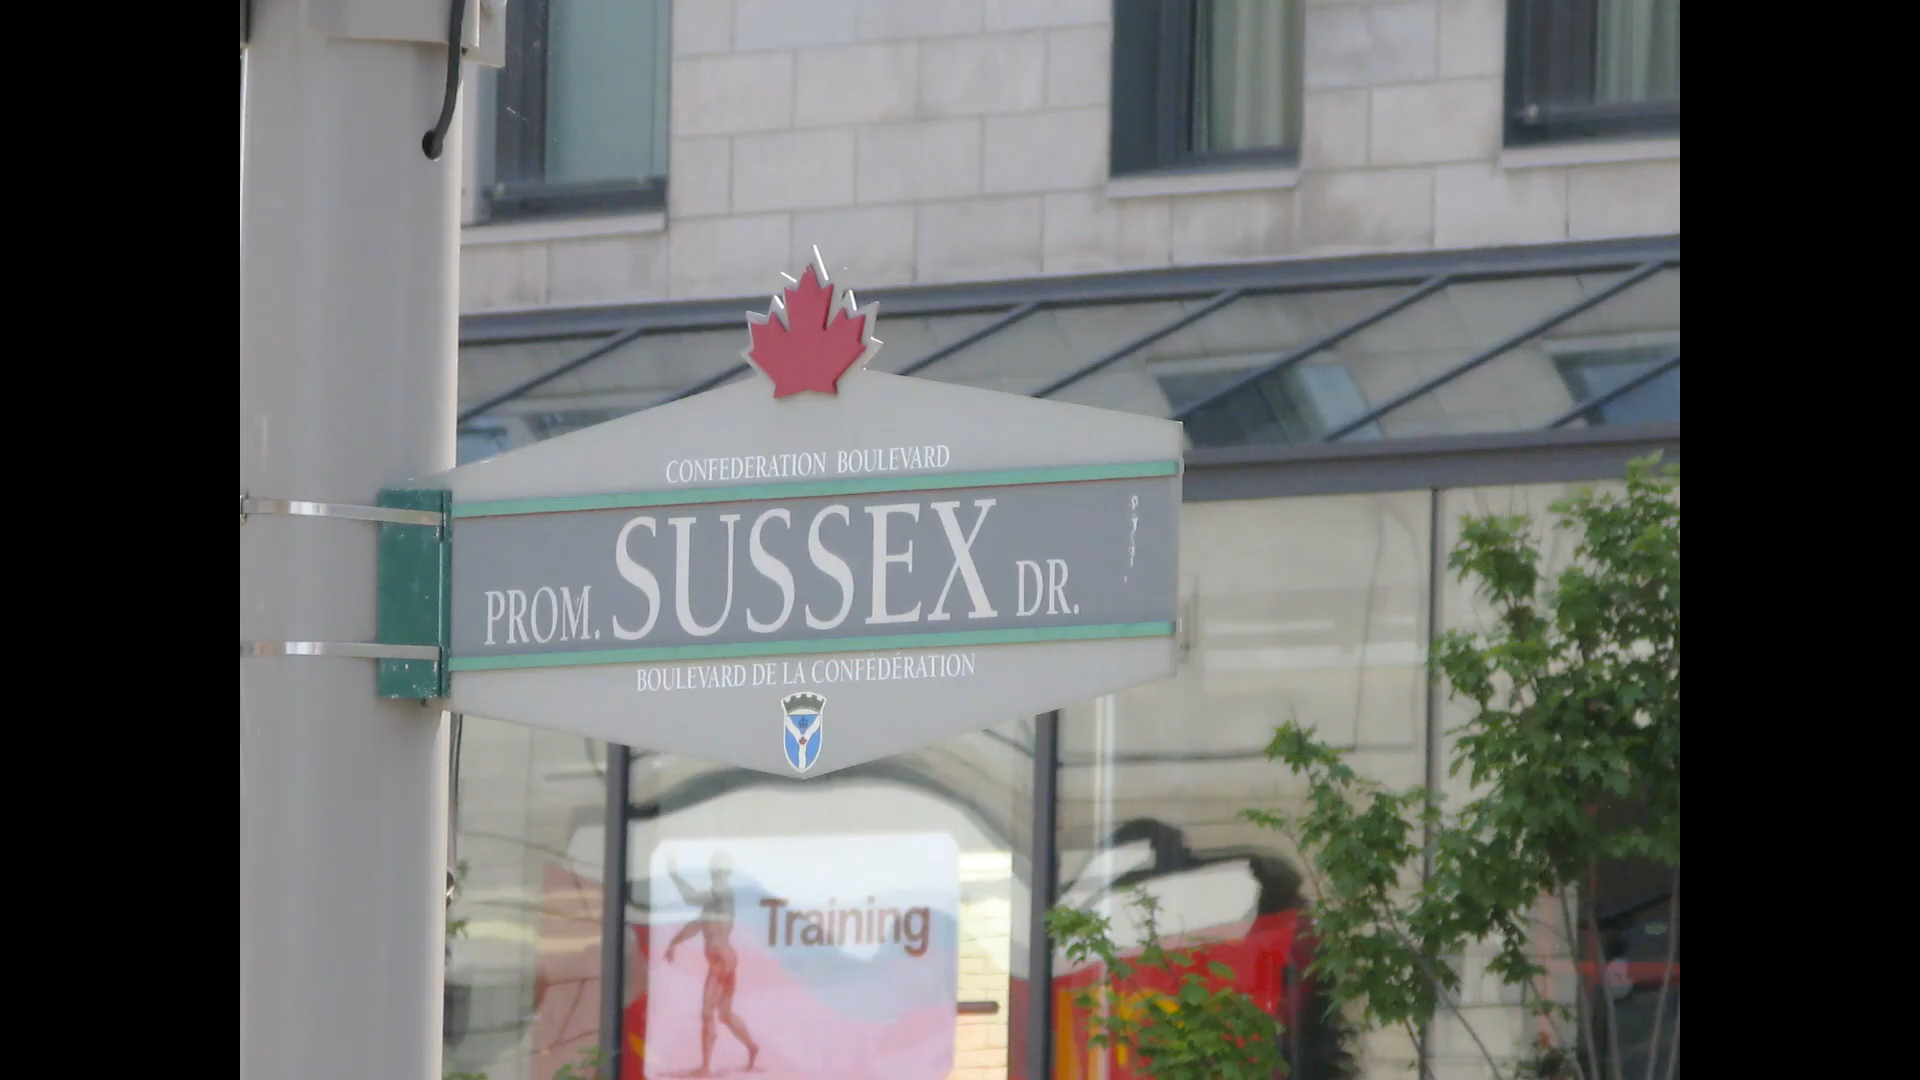 CONFEDERATION BOULEVARD
PROM. SUSSEX DR.
BOULEVARD DE LA CONFÉDÉRATION
Training